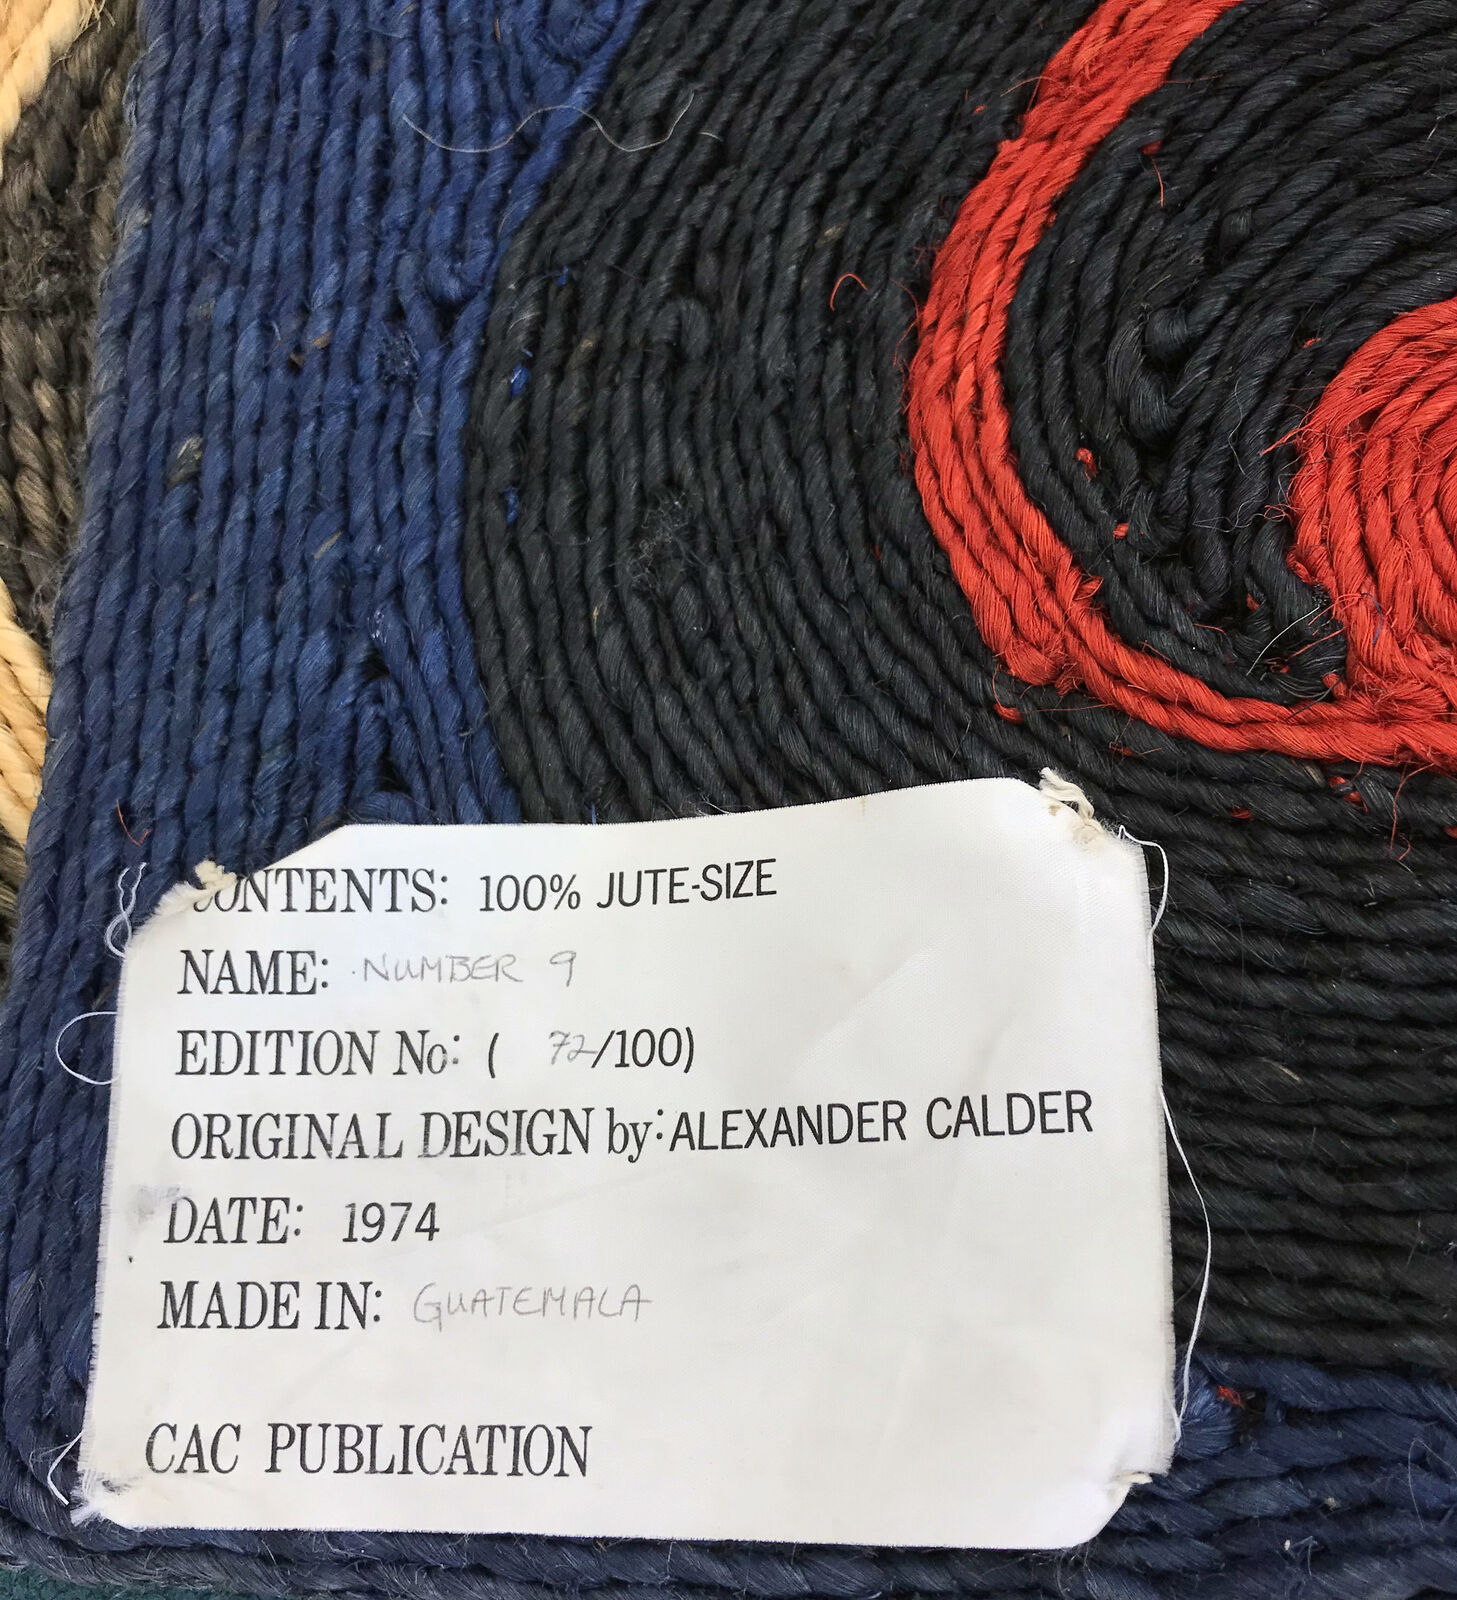 CONTENTS: 100% JUTE-SIZE
NAME: NUMBER 9
EDITION No: ( 72/100)
ORIGINAL DESIGN by: ALEXANDER CALDER
DATE: 1974
MADE IN: GUATEMALA
CAC PUBLICATION